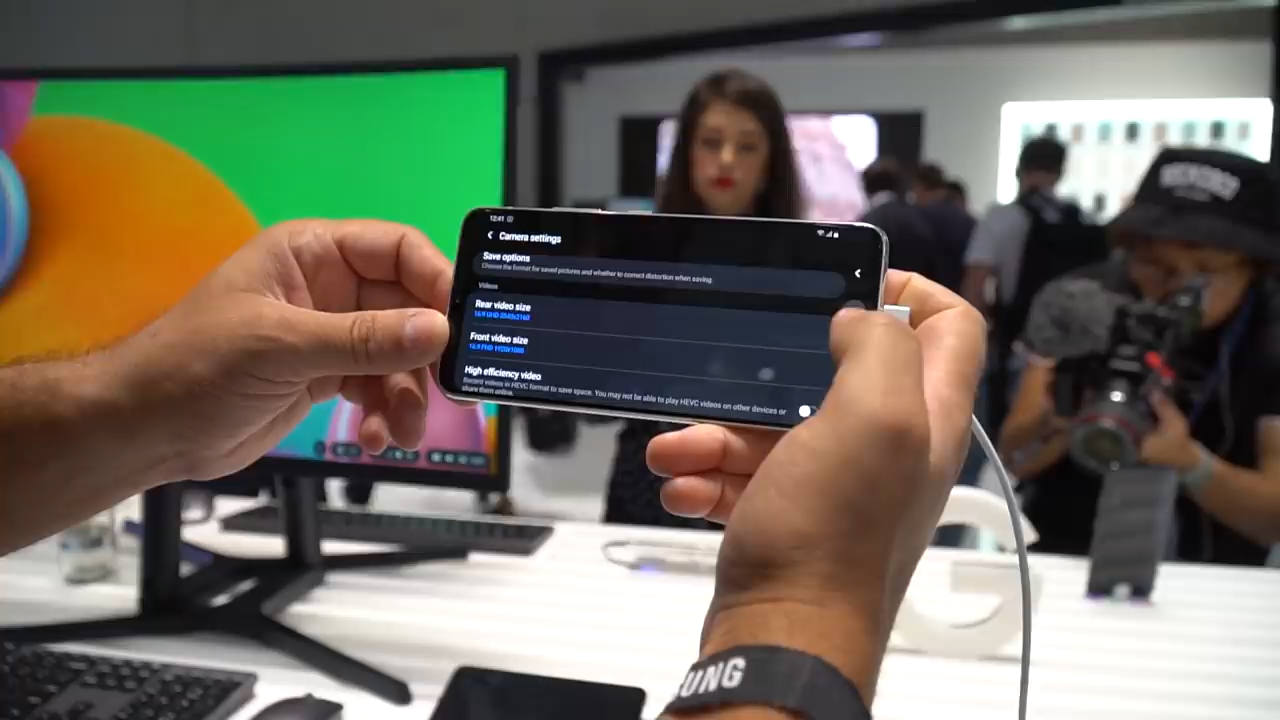 12:41
Camera settings
Save options
Choose the format for saved pictures and whether to correct distortion when saving.
Videos
Rear video size
16:9 UHD 3840x2160
Front video size
16:9 FHD 1920x1080
High efficiency video
Record videos in HEVC format to save space. You may not be able to play HEVC videos on other devices or
share them online.
UNG